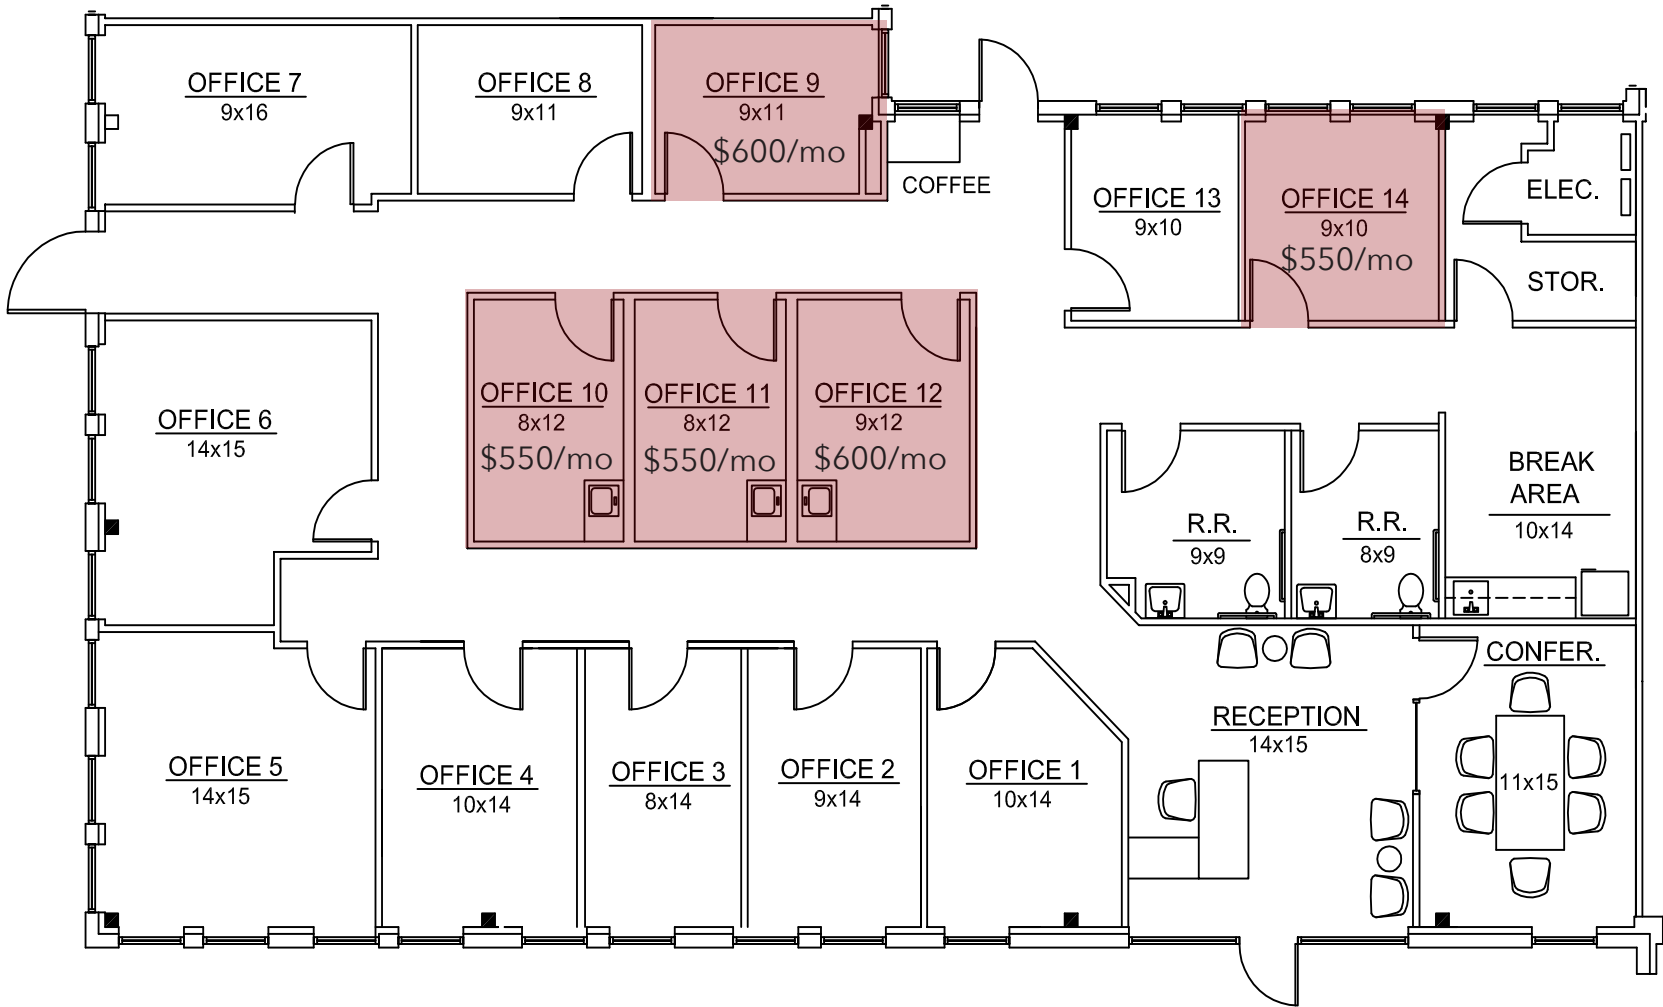 OFFICE 7
9x16
OFFICE 8
9x11
OFFICE 9
9x11
$600/mo
COFFEE
OFFICE 13
9x10
OFFICE 14
9x10
$550/mo
ELEC.
STOR.
OFFICE 6
14x15
OFFICE 10
8x12
$550/mo
OFFICE 11
8x12
$550/mo
OFFICE 12
9x12
$600/mo
R.R.
9x9
R.R.
8x9
BREAK
AREA
10x14
OFFICE 5
14x15
OFFICE 4
10x14
OFFICE 3
8x14
OFFICE 2
9x14
OFFICE 1
10x14
RECEPTION
14x15
CONFER.
11x15